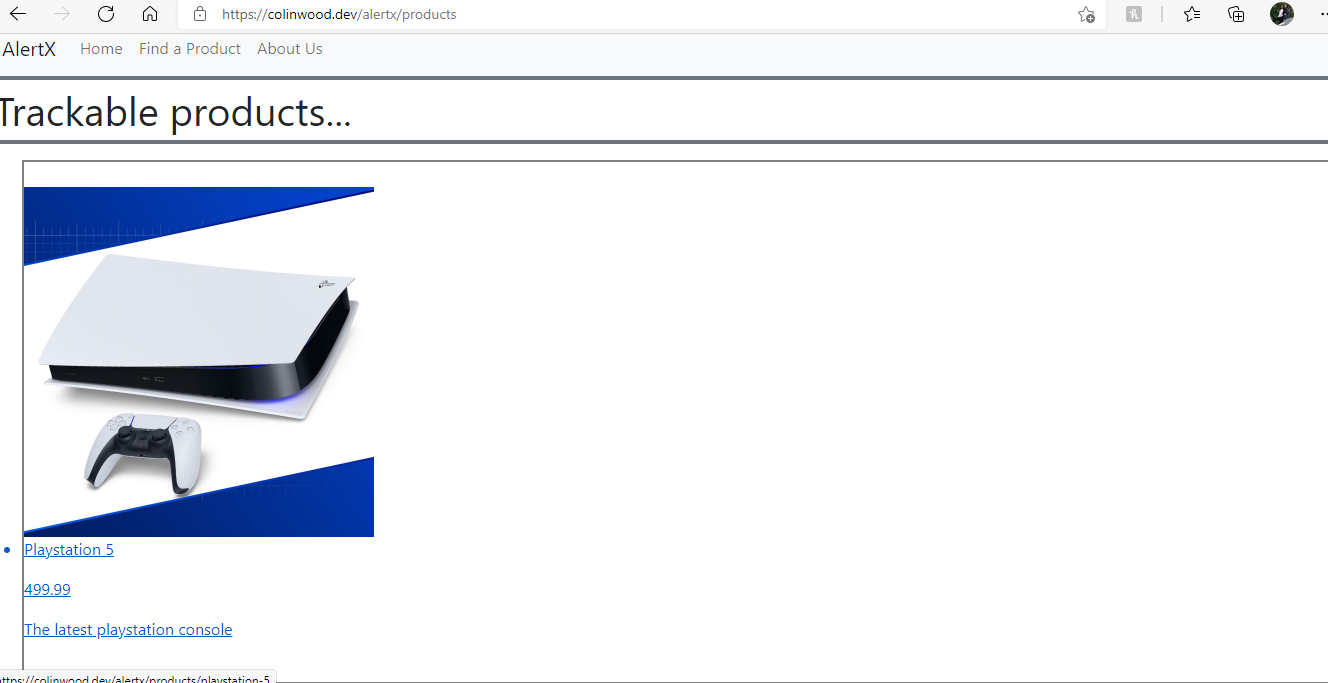 https://colinwood.dev/alertx/products
AlertX Home Find a Product About Us
Trackable products...
Playstation 5
499.99
The latest playstation console
https://colinwood.dev/alertx/products/playstation-5